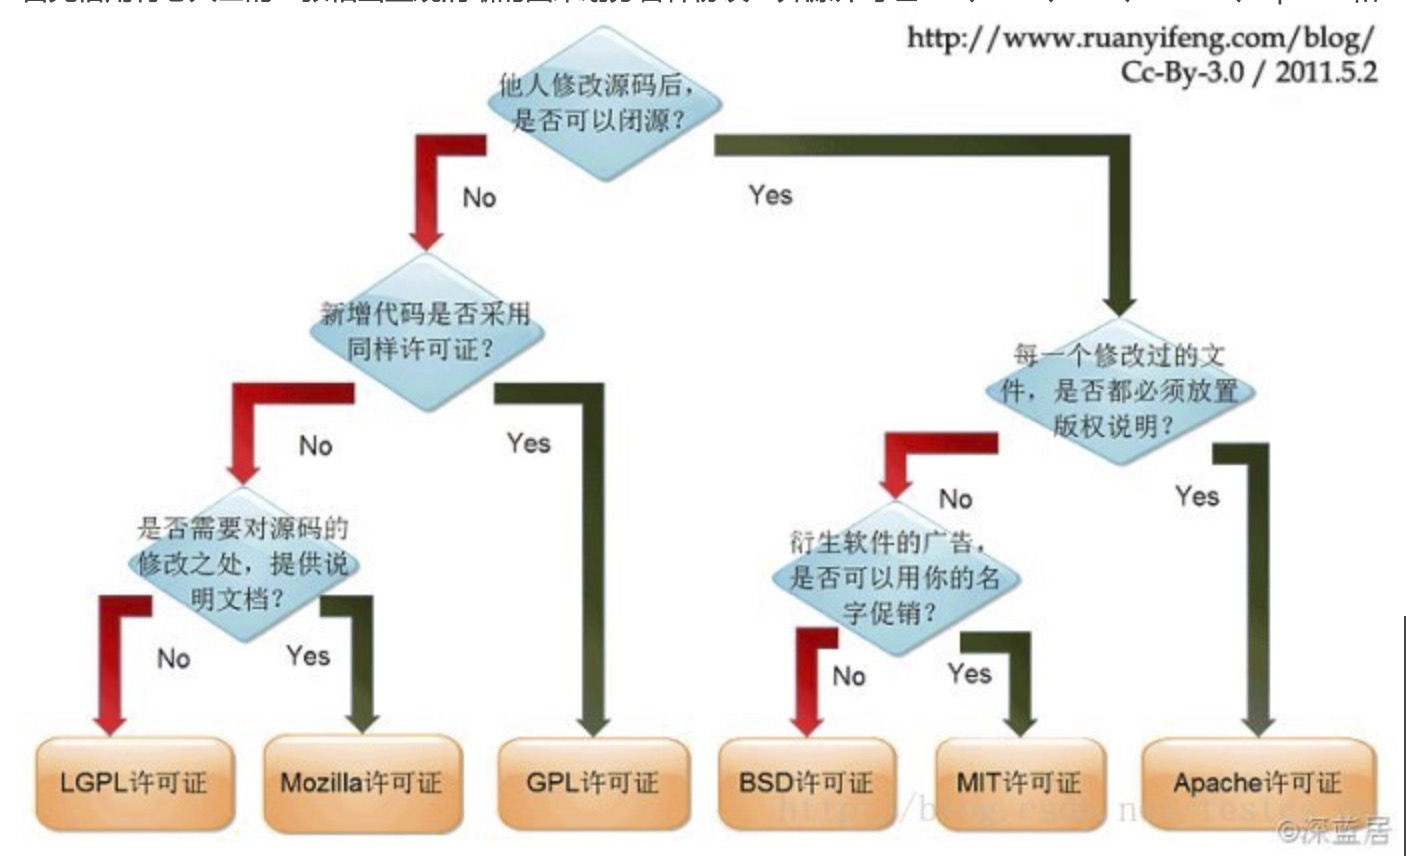 http://www.ruanyifeng.com/blog/
Cc-By-3.0 / 2011.5.2
他人修改源码后，
是否可以闭源？
No
Yes
新增代码是否采用
同样许可证？
No
Yes
每一个修改过的文
件，是否都必须放置
版权说明？
No
Yes
是否需要对源码的
修改之处，提供说
明文档？
No
Yes
衍生软件的广告，
是否可以用你的名
字促销？
No
Yes
LGPL许可证
Mozilla许可证
GPL许可证
BSD许可证
MIT许可证
Apache许可证
@深蓝居